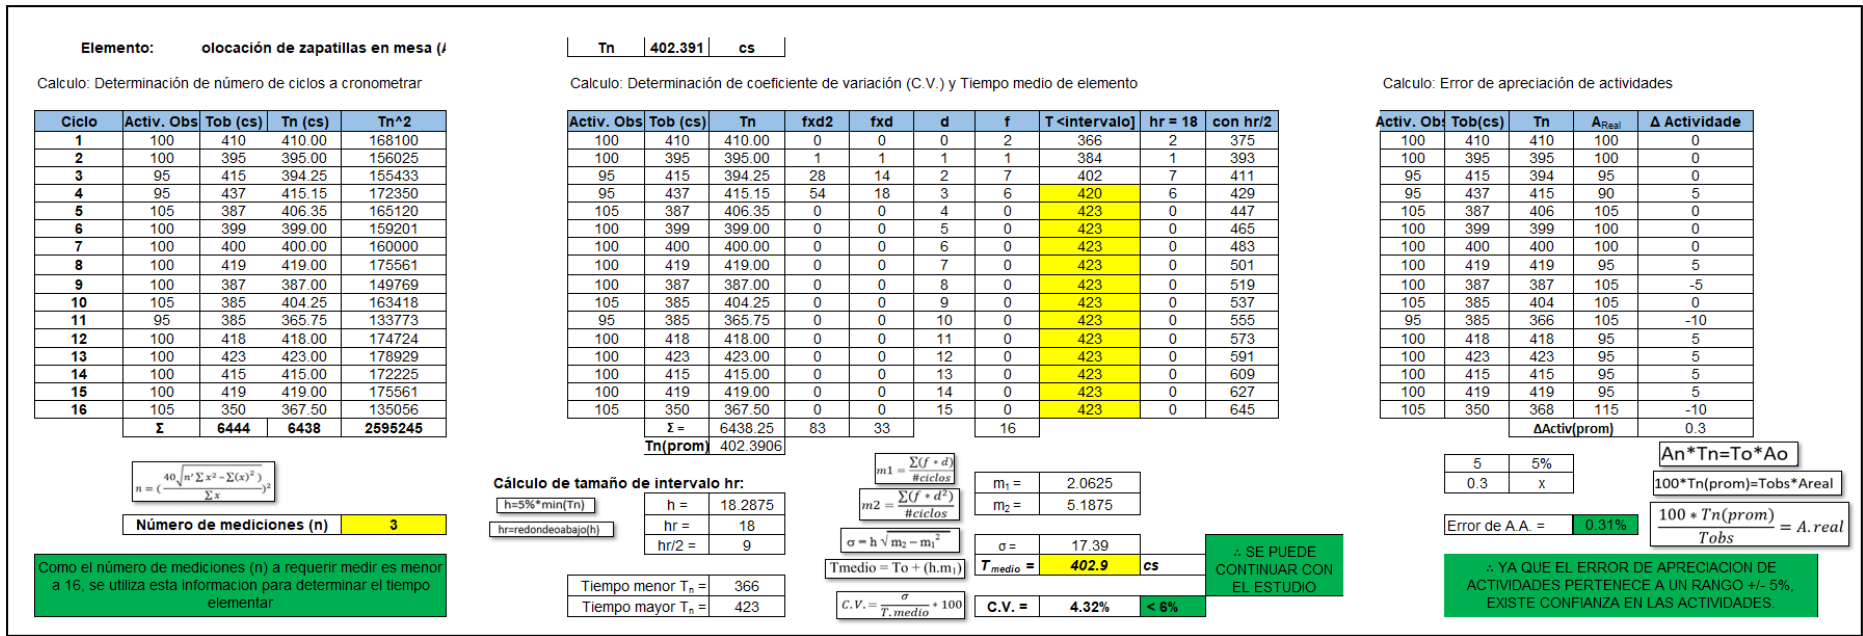 Elemento: olocación de zapatillas en mesa (A
Tn 402.391 cs
Calculo: Determinación de número de ciclos a cronometrar
Ciclo Activ. Obs Tob (cs) Tn (cs) Tn^2
1 100 410 410.00 168100
2 100 395 395.00 156025
3 95 415 394.25 155433
4 95 437 415.15 172350
5 105 387 406.35 165120
6 100 399 399.00 159201
7 100 400 400.00 160000
8 100 419 419.00 175561
9 100 387 387.00 149769
10 105 385 404.25 163418
11 95 385 365.75 133773
12 100 418 418.00 174724
13 100 423 423.00 178929
14 100 415 415.00 172225
15 100 419 419.00 175561
16 105 350 367.50 135056
Σ 6444 6438 2595245
n = (40√(n'Σx² − Σ(x)²) / Σx)²
Número de mediciones (n) 3
Como el número de mediciones (n) a requerir medir es menor
a 16, se utiliza esta informacion para determinar el tiempo
elementar
Calculo: Determinación de coeficiente de variación (C.V.) y Tiempo medio de elemento
Activ. Obs Tob (cs) Tn fxd2 fxd d f T <intervalo] hr = 18 con hr/2
100 410 410.00 0 0 0 2 366 2 375
100 395 395.00 1 1 1 1 384 1 393
95 415 394.25 28 14 2 7 402 7 411
95 437 415.15 54 18 3 6 420 6 429
105 387 406.35 0 0 4 0 423 0 447
100 399 399.00 0 0 5 0 423 0 465
100 400 400.00 0 0 6 0 423 0 483
100 419 419.00 0 0 7 0 423 0 501
100 387 387.00 0 0 8 0 423 0 519
105 385 404.25 0 0 9 0 423 0 537
95 385 365.75 0 0 10 0 423 0 555
100 418 418.00 0 0 11 0 423 0 573
100 423 423.00 0 0 12 0 423 0 591
100 415 415.00 0 0 13 0 423 0 609
100 419 419.00 0 0 14 0 423 0 627
105 350 367.50 0 0 15 0 423 0 645
Σ = 6438.25 83 33 16
Tn(prom) 402.3906
Cálculo de tamaño de intervalo hr:
h=5%*min(Tn) h = 18.2875
hr=redondeoabajo(h) hr = 18
hr/2 = 9
Tiempo menor Tn = 366
Tiempo mayor Tn = 423
m1 = Σ(f * d) / #ciclos
m₁ = 2.0625
m2 = Σ(f * d²) / #ciclos
m₂ = 5.1875
σ = h √(m₂ − m₁²)
σ = 17.39
Tmedio = To + (h.m₁)
Tmedio = 402.9 cs
C.V. = σ / T.medio * 100
C.V. = 4.32% < 6%
∴ SE PUEDE
CONTINUAR CON
EL ESTUDIO
Calculo: Error de apreciación de actividades
Activ. Obs Tob(cs) Tn AReal Δ Actividade
100 410 410 100 0
100 395 395 100 0
95 415 394 95 0
95 437 415 90 5
105 387 406 105 0
100 399 399 100 0
100 400 400 100 0
100 419 419 95 5
100 387 387 105 -5
105 385 404 105 0
95 385 366 105 -10
100 418 418 95 5
100 423 423 95 5
100 415 415 95 5
100 419 419 95 5
105 350 368 115 -10
ΔActiv(prom) 0.3
5 5%
0.3 x
An*Tn=To*Ao
100*Tn(prom)=Tobs*Areal
100 * Tn(prom) / Tobs = A.real
Error de A.A. = 0.31%
∴ YA QUE EL ERROR DE APRECIACION DE
ACTIVIDADES PERTENECE A UN RANGO +/- 5%,
EXISTE CONFIANZA EN LAS ACTIVIDADES.